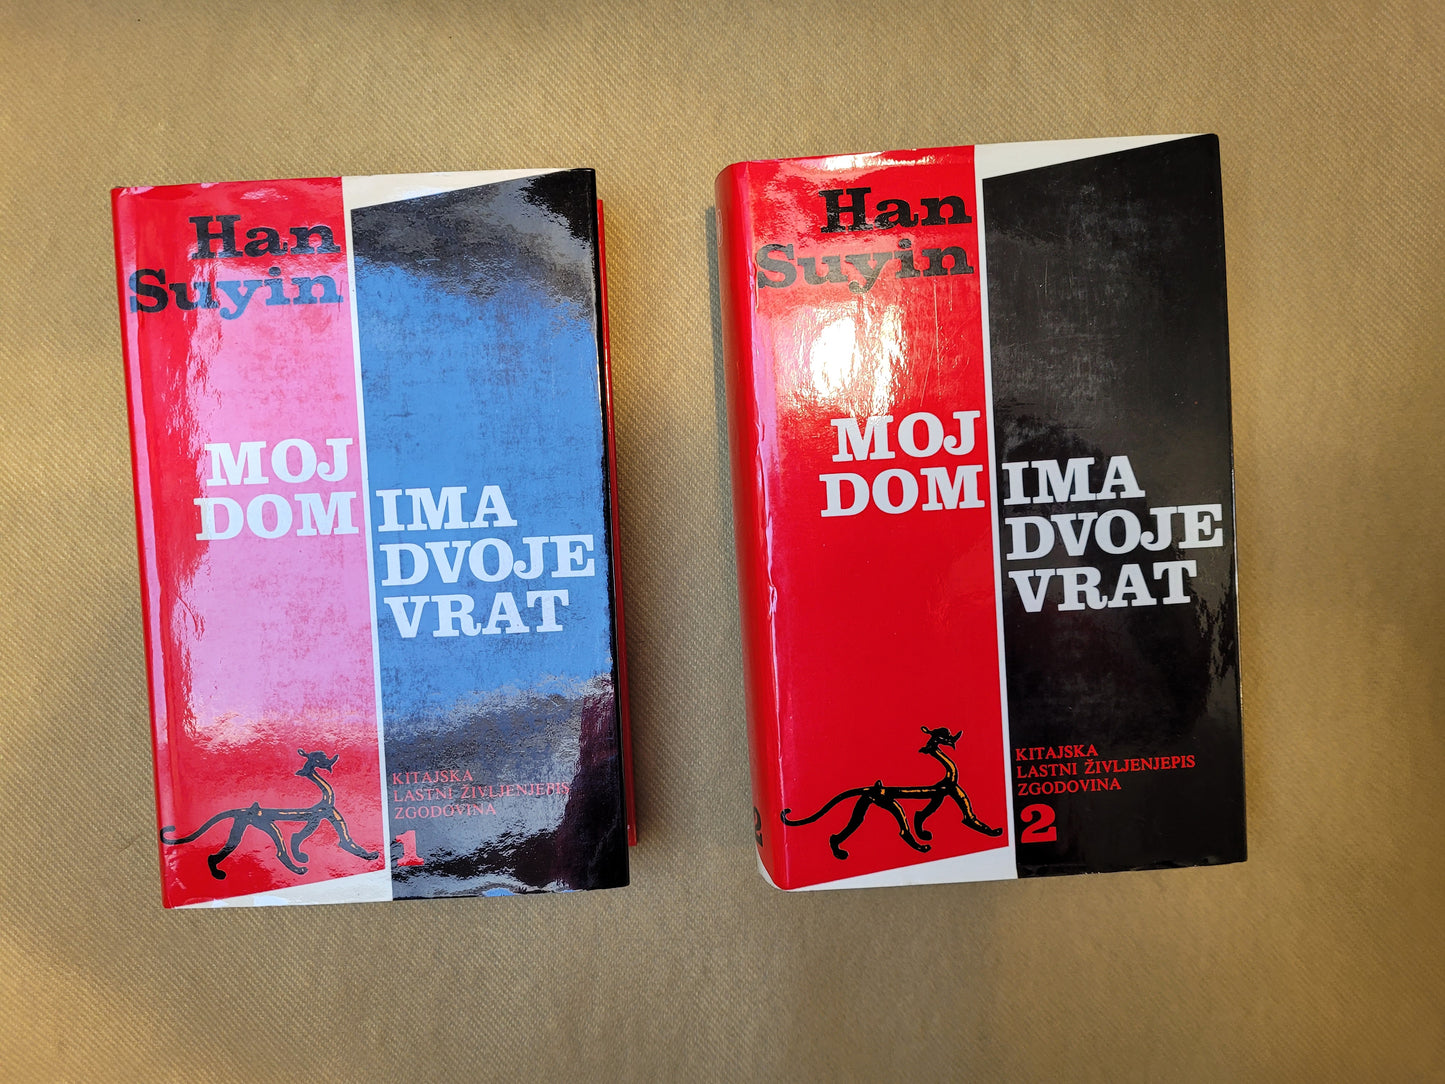 Han
Suyin
MOJ
DOM
IMA
DVOJE
VRAT
KITAJSKA
LASTNI ŽIVLJENJEPIS
ZGODOVINA
1
Han
Suyin
MOJ
DOM
IMA
DVOJE
VRAT
KITAJSKA
LASTNI ŽIVLJENJEPIS
ZGODOVINA
2
2